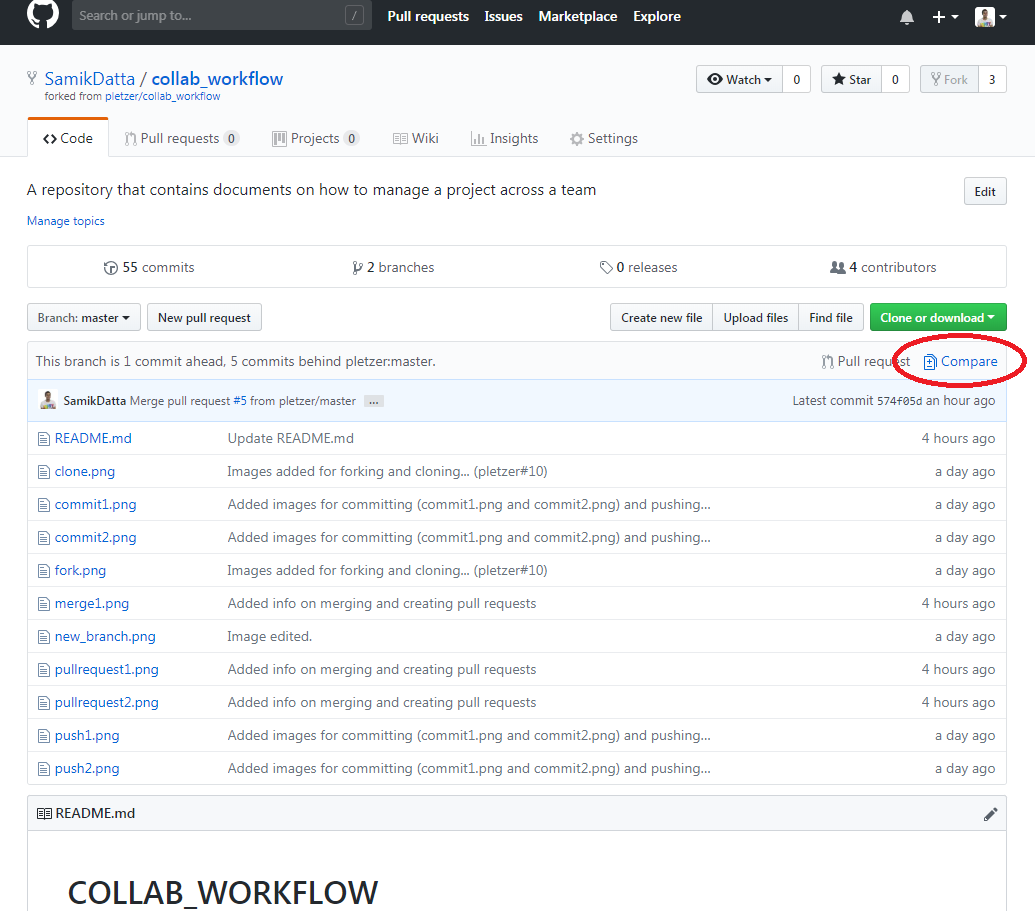 Search or jump to... / Pull requests Issues Marketplace Explore
SamikDatta / collab_workflow Watch 0 Star 0 Fork 3
forked from pletzer/collab_workflow
Code Pull requests 0 Projects 0 Wiki Insights Settings
A repository that contains documents on how to manage a project across a team Edit
Manage topics
55 commits 2 branches 0 releases 4 contributors
Branch: master New pull request Create new file Upload files Find file Clone or download
This branch is 1 commit ahead, 5 commits behind pletzer:master. Pull request Compare
SamikDatta Merge pull request #5 from pletzer/master ... Latest commit 574f05d an hour ago
README.md Update README.md 4 hours ago
clone.png Images added for forking and cloning... (pletzer#10) a day ago
commit1.png Added images for committing (commit1.png and commit2.png) and pushing... a day ago
commit2.png Added images for committing (commit1.png and commit2.png) and pushing... a day ago
fork.png Images added for forking and cloning... (pletzer#10) a day ago
merge1.png Added info on merging and creating pull requests 4 hours ago
new_branch.png Image edited. a day ago
pullrequest1.png Added info on merging and creating pull requests 4 hours ago
pullrequest2.png Added info on merging and creating pull requests 4 hours ago
push1.png Added images for committing (commit1.png and commit2.png) and pushing... a day ago
push2.png Added images for committing (commit1.png and commit2.png) and pushing... a day ago
README.md
COLLAB_WORKFLOW